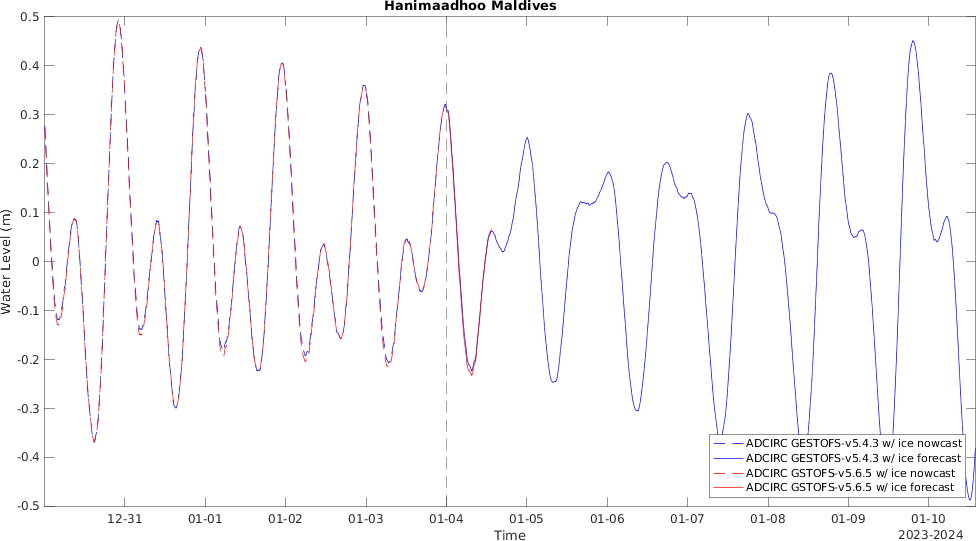 Hanimaadhoo Maldives
0.5
0.4
0.3
0.2
0.1
0
-0.1
-0.2
-0.3
-0.4
-0.5
Water Level (m)
ADCIRC GESTOFS-v5.4.3 w/ ice nowcast
ADCIRC GESTOFS-v5.4.3 w/ ice forecast
ADCIRC GSTOFS-v5.6.5 w/ ice nowcast
ADCIRC GSTOFS-v5.6.5 w/ ice forecast
12-31 01-01 01-02 01-03 01-04 01-05 01-06 01-07 01-08 01-09 01-10
Time
2023-2024